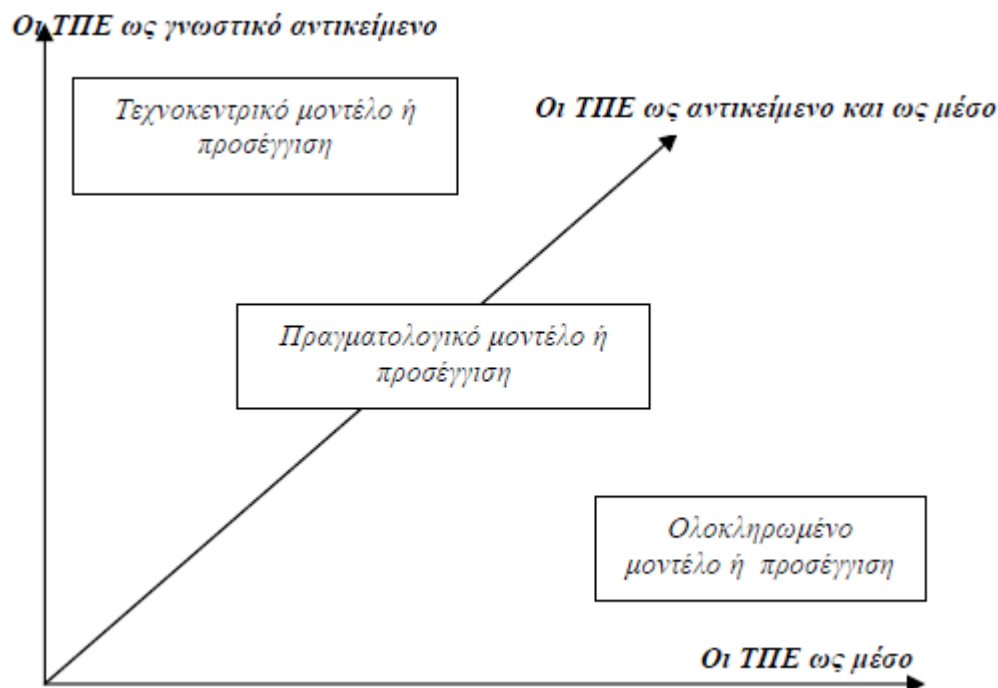 Οι ΤΠΕ ως γνωστικό αντικείμενο
Τεχνοκεντρικό μοντέλο ή
προσέγγιση
Οι ΤΠΕ ως αντικείμενο και ως μέσο
Πραγματολογικό μοντέλο ή
προσέγγιση
Ολοκληρωμένο
μοντέλο ή προσέγγιση
Οι ΤΠΕ ως μέσο